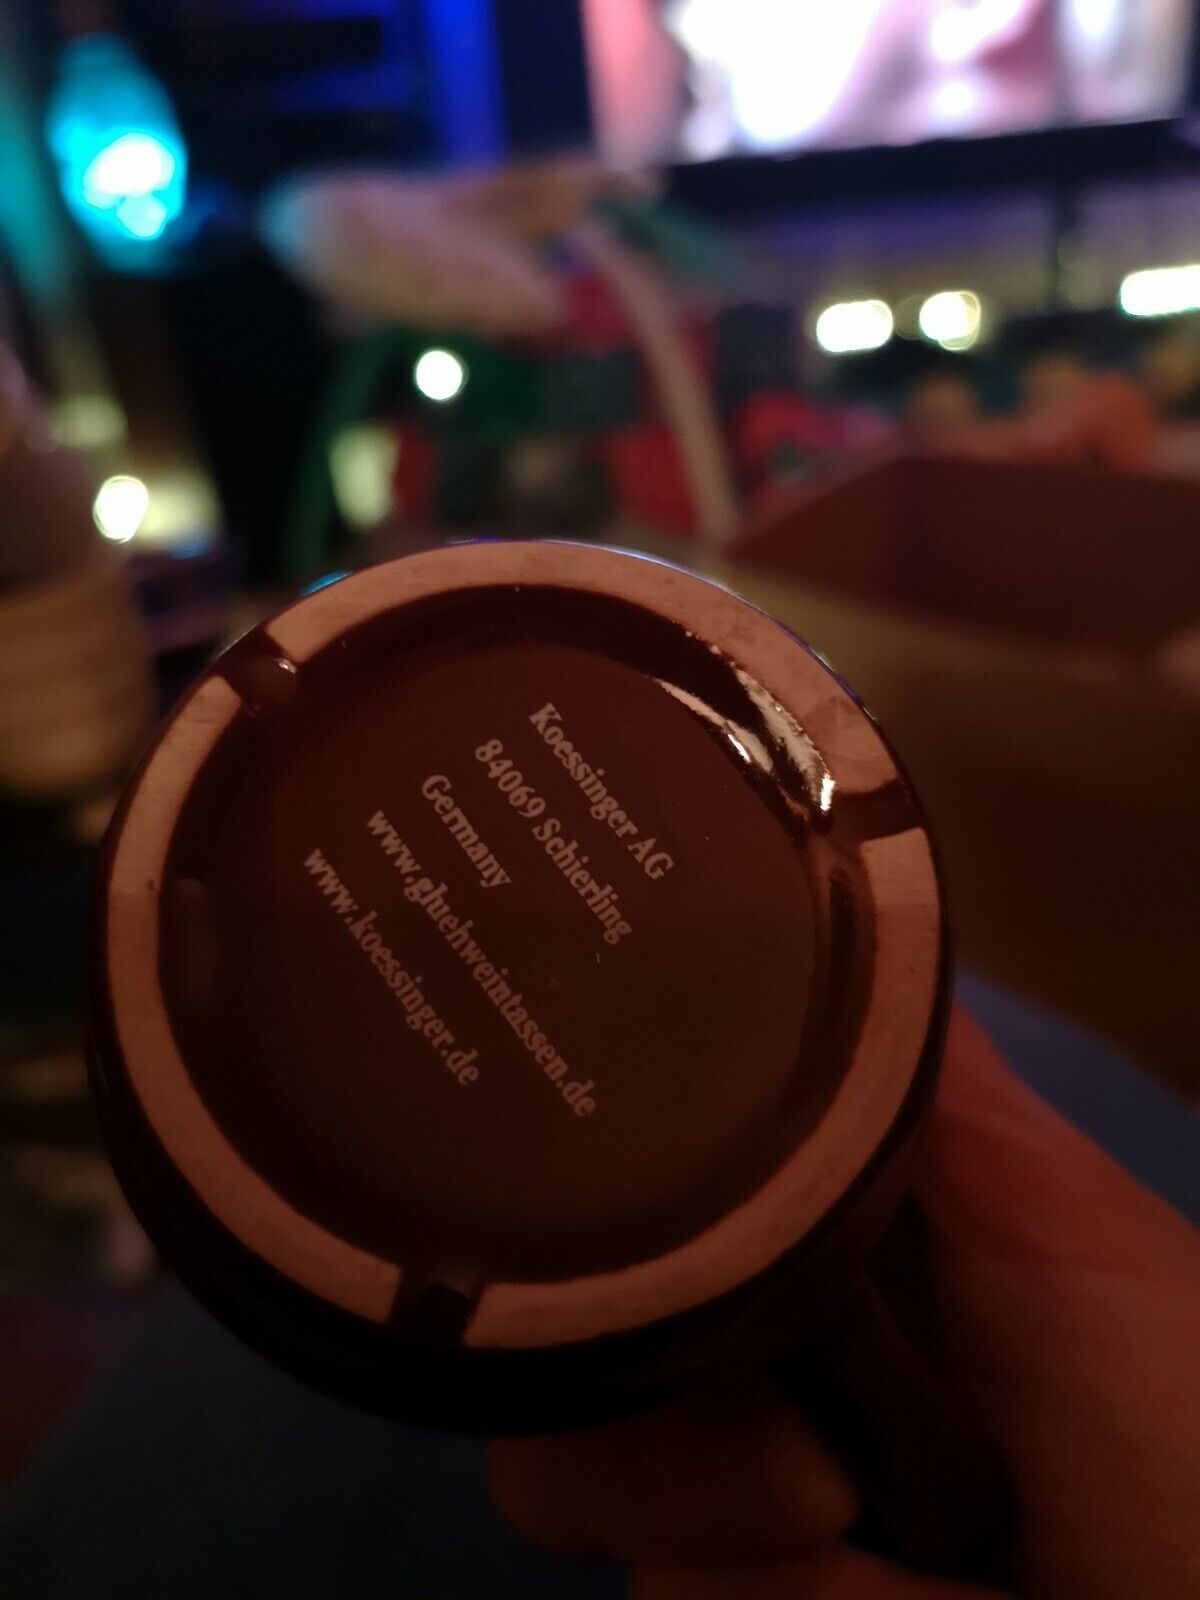 Koessinger AG
84069 Schierling
Germany
www.gluehweintassen.de
www.koessinger.de